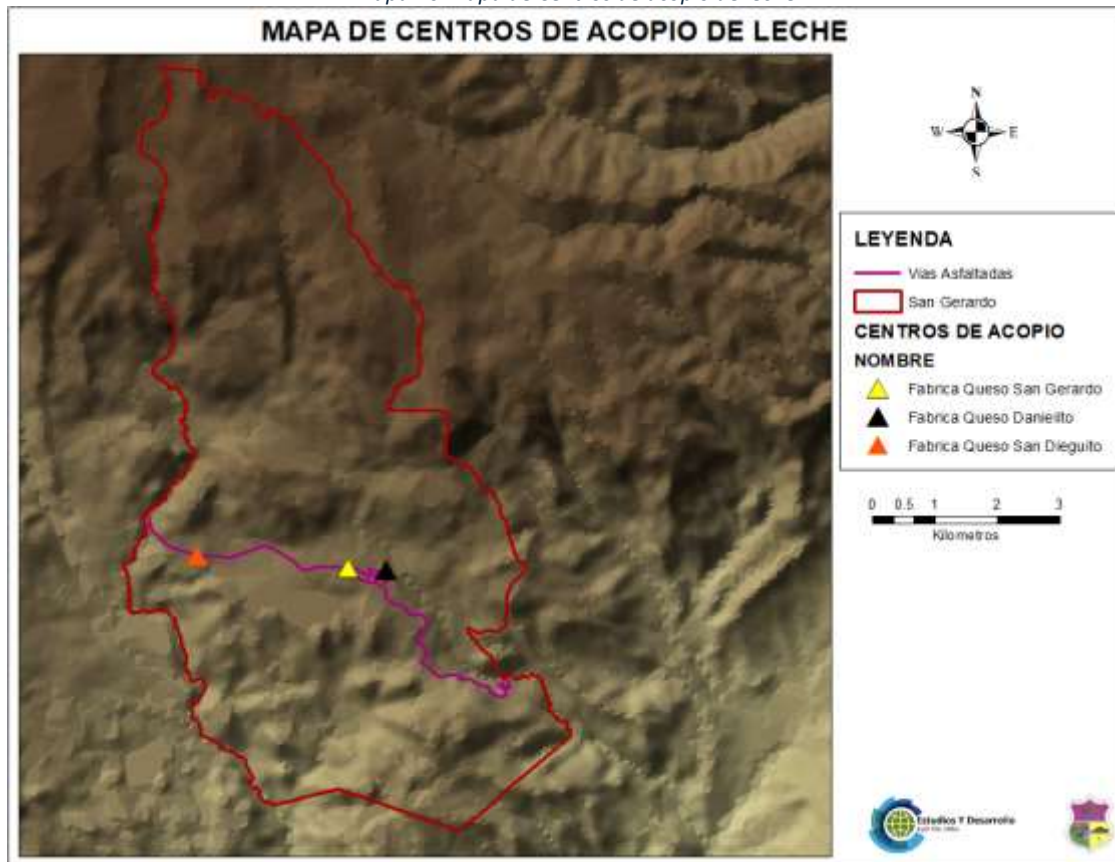 MAPA DE CENTROS DE ACOPIO DE LECHE
N
W
E
S
LEYENDA
Vías Asfaltadas
San Gerardo
CENTROS DE ACOPIO
NOMBRE
Fabrica Queso San Gerardo
Fabrica Queso Danielito
Fabrica Queso San Dieguito
0 0.5 1 2 3
Kilometros
Estudios Y Desarrollo